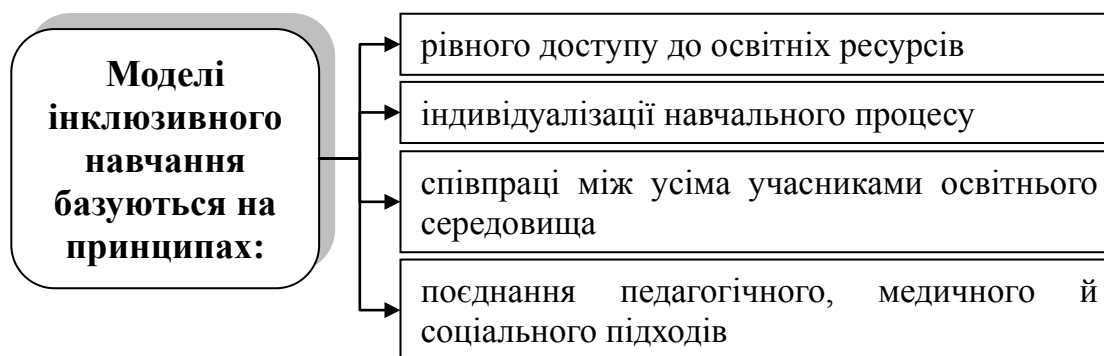 Моделі
інклюзивного
навчання
базуються на
принципах:
рівного доступу до освітніх ресурсів
індивідуалізації навчального процесу
співпраці між усіма учасниками освітнього
середовища
поєднання педагогічного, медичного й
соціального підходів